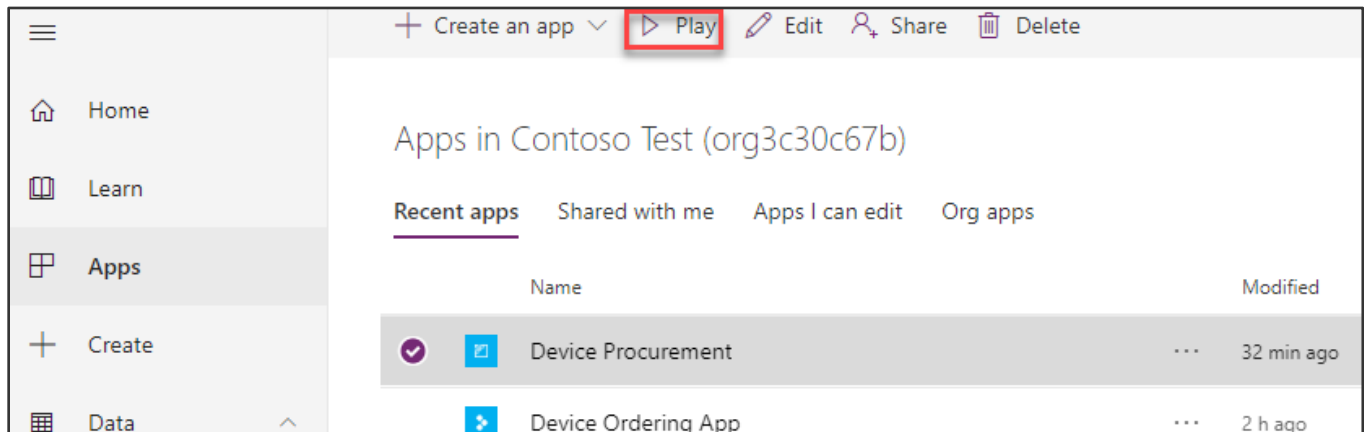 Create an app Play Edit Share Delete
Home
Learn
Apps
Create
Data
Apps in Contoso Test (org3c30c67b)
Recent apps Shared with me Apps I can edit Org apps
Name Modified
Device Procurement ... 32 min ago
Device Ordering App ... 2 h ago